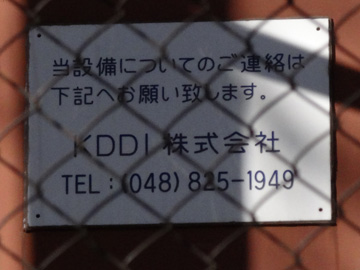 当設備についてのご連絡は
下記へお願い致します。
KDDI 株式会社
TEL：(048) 825-1949